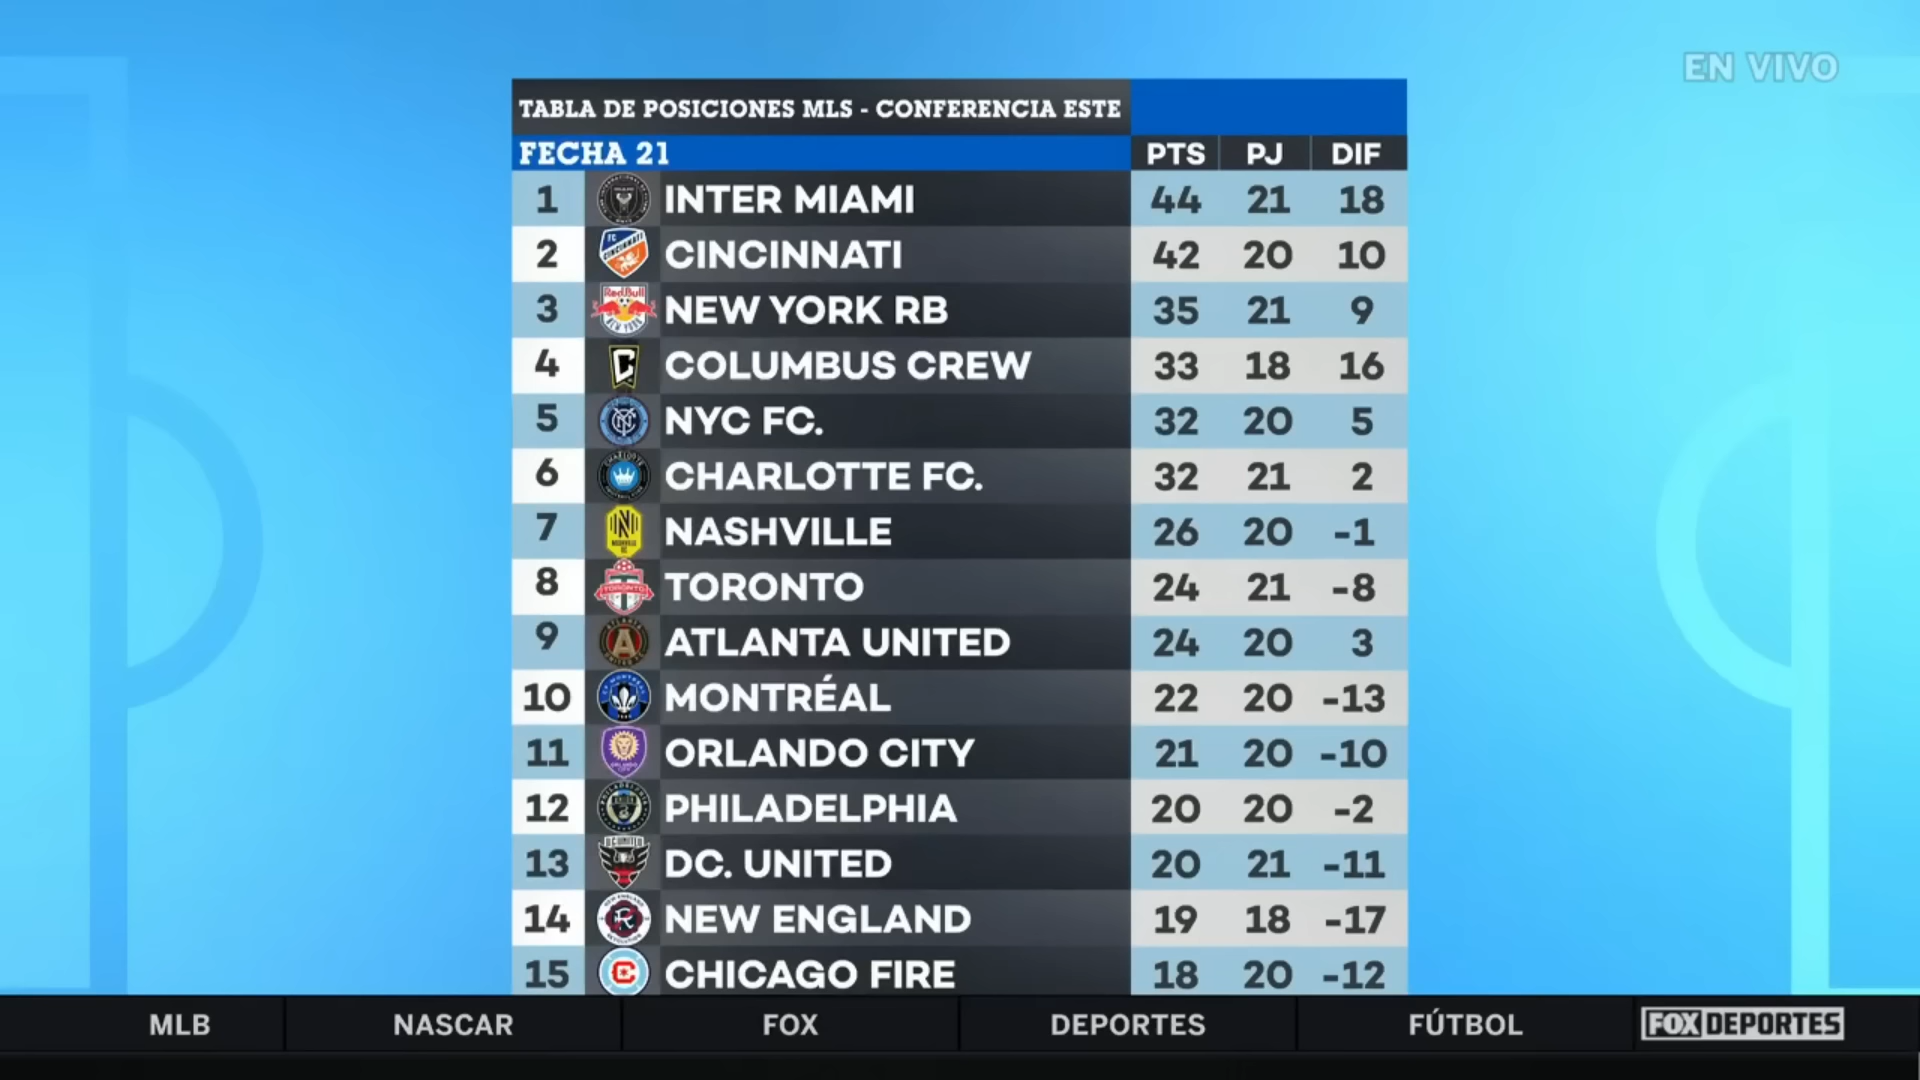 EN VIVO
TABLA DE POSICIONES MLS - CONFERENCIA ESTE
FECHA 21 PTS PJ DIF
1 INTER MIAMI 44 21 18
2 CINCINNATI 42 20 10
3 NEW YORK RB 35 21 9
4 COLUMBUS CREW 33 18 16
5 NYC FC. 32 20 5
6 CHARLOTTE FC. 32 21 2
7 NASHVILLE 26 20 -1
8 TORONTO 24 21 -8
9 ATLANTA UNITED 24 20 3
10 MONTRÉAL 22 20 -13
11 ORLANDO CITY 21 20 -10
12 PHILADELPHIA 20 20 -2
13 DC. UNITED 20 21 -11
14 NEW ENGLAND 19 18 -17
15 CHICAGO FIRE 18 20 -12
MLB NASCAR FOX DEPORTES FÚTBOL FOX DEPORTES